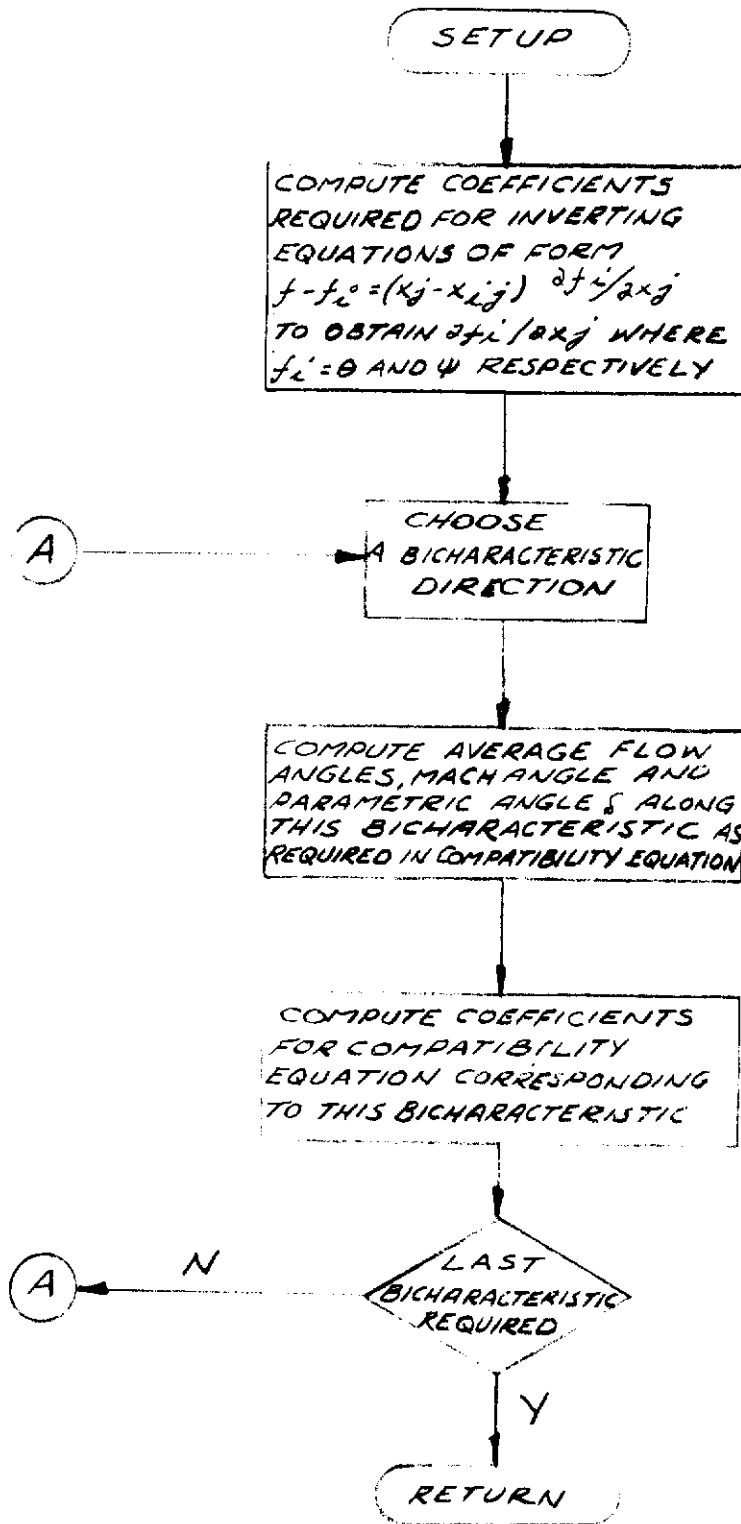 SETUP
COMPUTE COEFFICIENTS
REQUIRED FOR INVERTING
EQUATIONS OF FORM
f-fi=(xj-xij) ∂fi/∂xj
TO OBTAIN ∂fi/∂xj WHERE
fi=θ AND ψ RESPECTIVELY
A
CHOOSE
A BICHARACTERISTIC
DIRECTION
COMPUTE AVERAGE FLOW
ANGLES, MACH ANGLE AND
PARAMETRIC ANGLE δ ALONG
THIS BICHARACTERISTIC AS
REQUIRED IN COMPATIBILITY EQUATION
COMPUTE COEFFICIENTS
FOR COMPATIBILITY
EQUATION CORRESPONDING
TO THIS BICHARACTERISTIC
A
N
LAST
BICHARACTERISTIC
REQUIRED
Y
RETURN